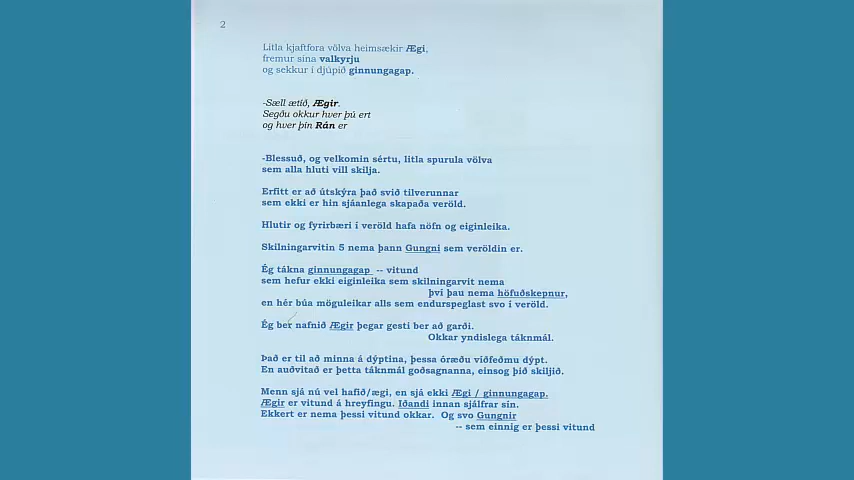 2
Litla kjaftfora völva heimsækir Ægi,
fremur sína valkyrju
og sekkur í djúpið ginnungagap.
-Sæll ætíð, Ægir.
Segðu okkur hver þú ert
og hver þín Rán er
-Blessuð, og velkomin sértu, litla spurula völva
sem alla hluti vill skilja.
Erfitt er að útskýra það svið tilverunnar
sem ekki er hin sjáanlega skapaða veröld.
Hlutir og fyrirbæri í veröld hafa nöfn og eiginleika.
Skilningarvitin 5 nema þann Gungni sem veröldin er.
Ég tákna ginnungagap -- vitund
sem hefur ekki eiginleika sem skilningarvit nema
því þau nema höfuðskepnur,
en hér búa möguleikar alls sem endurspeglast svo í veröld.
Ég ber nafnið Ægir þegar gesti ber að garði.
Okkar yndislega táknmál.
Það er til að minna á dýptina, þessa óræðu víðfeðmu dýpt.
En auðvitað er þetta táknmál goðsagnanna, einsog þið skiljið.
Menn sjá nú vel hafið/ægi, en sjá ekki Ægi / ginnungagap.
Ægir er vitund á hreyfingu. Iðandi innan sjálfrar sín.
Ekkert er nema þessi vitund okkar. Og svo Gungnir
-- sem einnig er þessi vitund